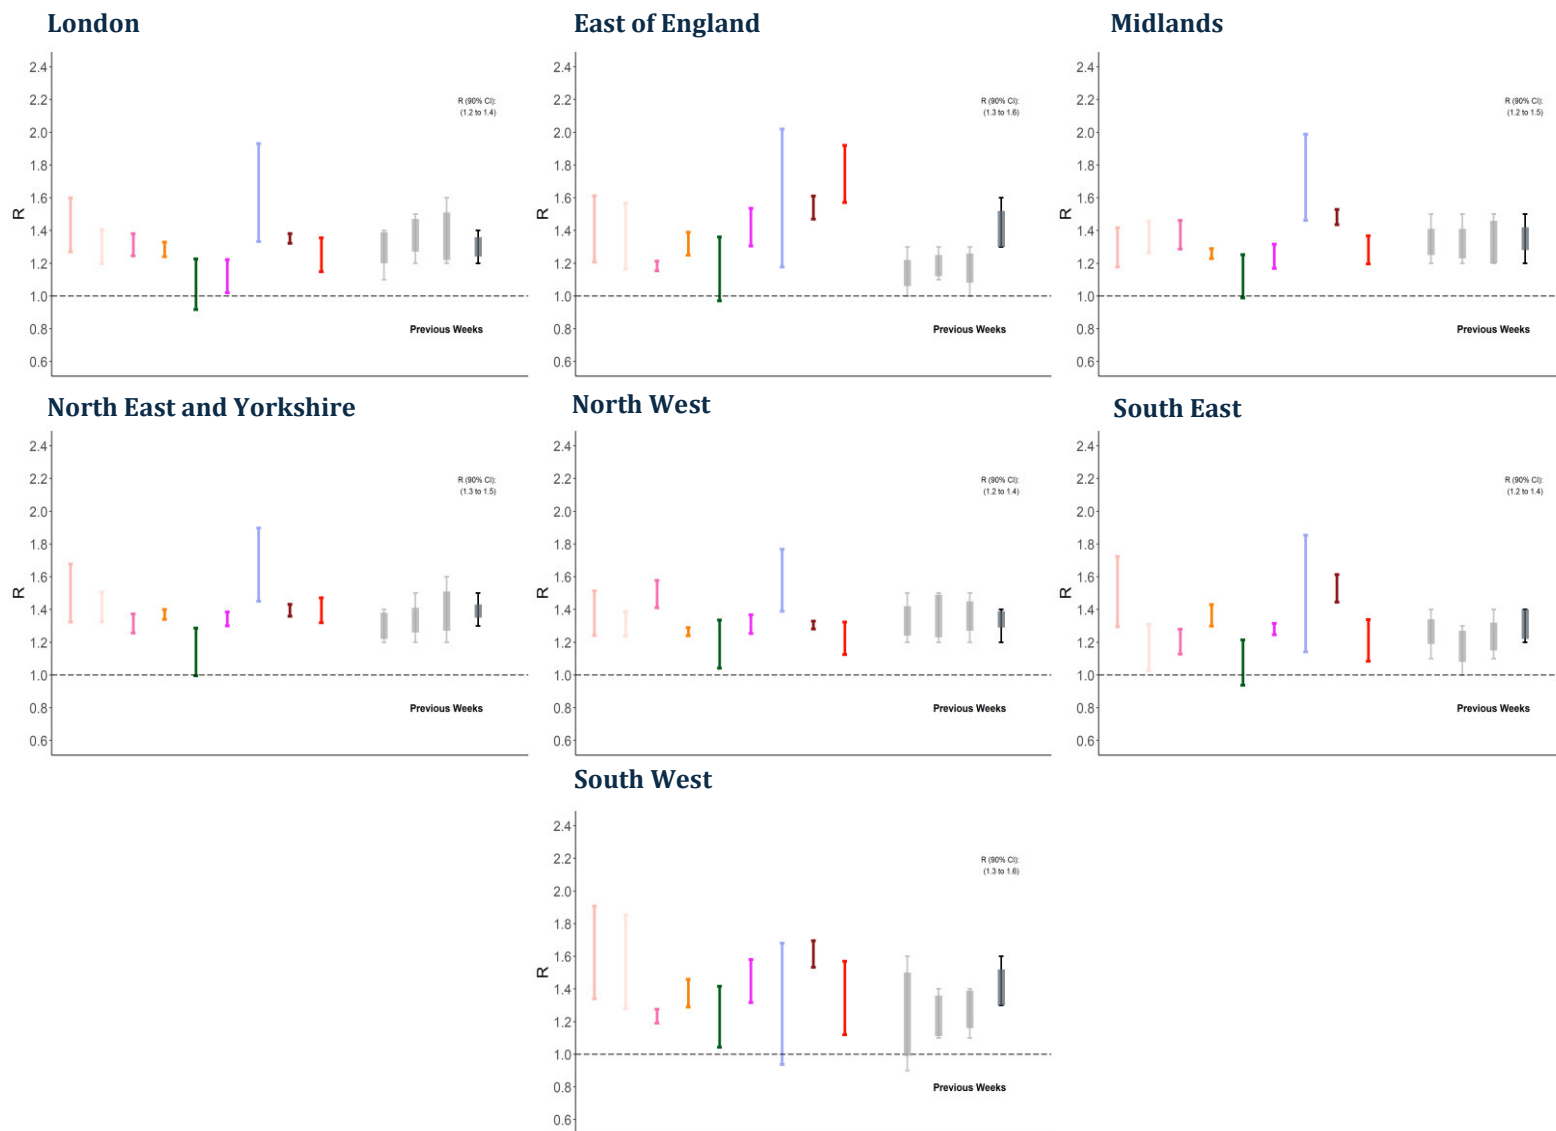 London
2.4
2.2
2.0
1.8
1.6
1.4
1.2
1.0
0.8
0.6
R
R (90% CI):
(1.2 to 1.4)
Previous Weeks
East of England
2.4
2.2
2.0
1.8
1.6
1.4
1.2
1.0
0.8
0.6
R
R (90% CI):
(1.3 to 1.6)
Previous Weeks
Midlands
2.4
2.2
2.0
1.8
1.6
1.4
1.2
1.0
0.8
0.6
R
R (90% CI):
(1.2 to 1.5)
Previous Weeks
North East and Yorkshire
2.4
2.2
2.0
1.8
1.6
1.4
1.2
1.0
0.8
0.6
R
R (90% CI):
(1.3 to 1.5)
Previous Weeks
North West
2.4
2.2
2.0
1.8
1.6
1.4
1.2
1.0
0.8
0.6
R
R (90% CI):
(1.2 to 1.4)
Previous Weeks
South East
2.4
2.2
2.0
1.8
1.6
1.4
1.2
1.0
0.8
0.6
R
R (90% CI):
(1.2 to 1.4)
Previous Weeks
South West
2.4
2.2
2.0
1.8
1.6
1.4
1.2
1.0
0.8
0.6
R
R (90% CI):
(1.3 to 1.6)
Previous Weeks